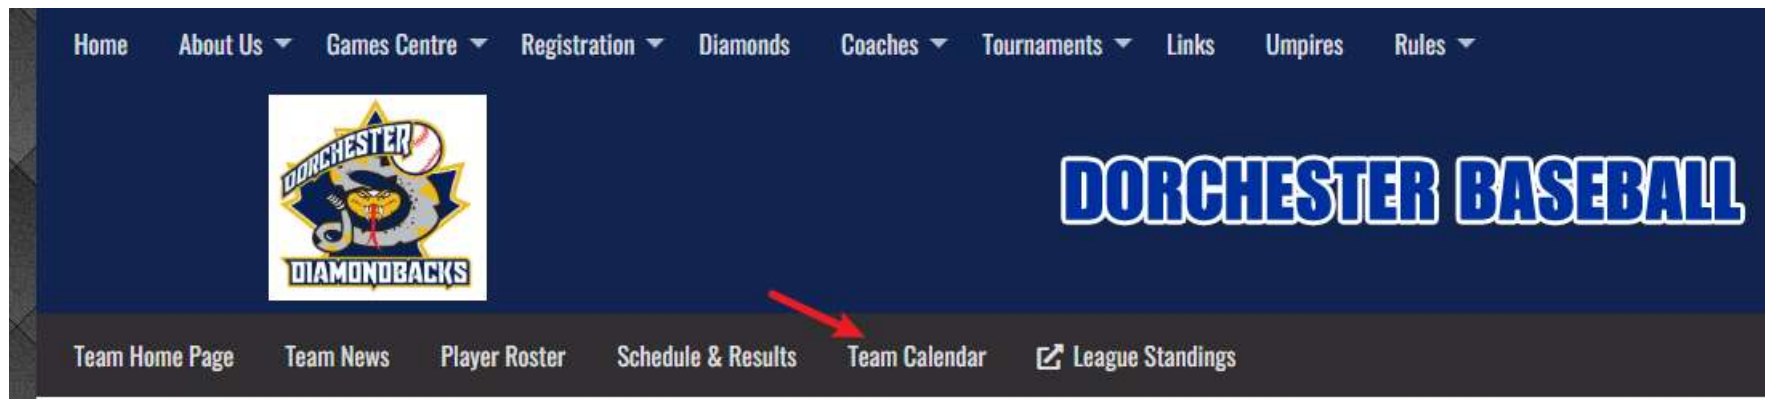 Home About Us Games Centre Registration Diamonds Coaches Tournaments Links Umpires Rules
DORCHESTER
DIAMONDBACKS
DORCHESTER BASEBALL
Team Home Page Team News Player Roster Schedule & Results Team Calendar League Standings